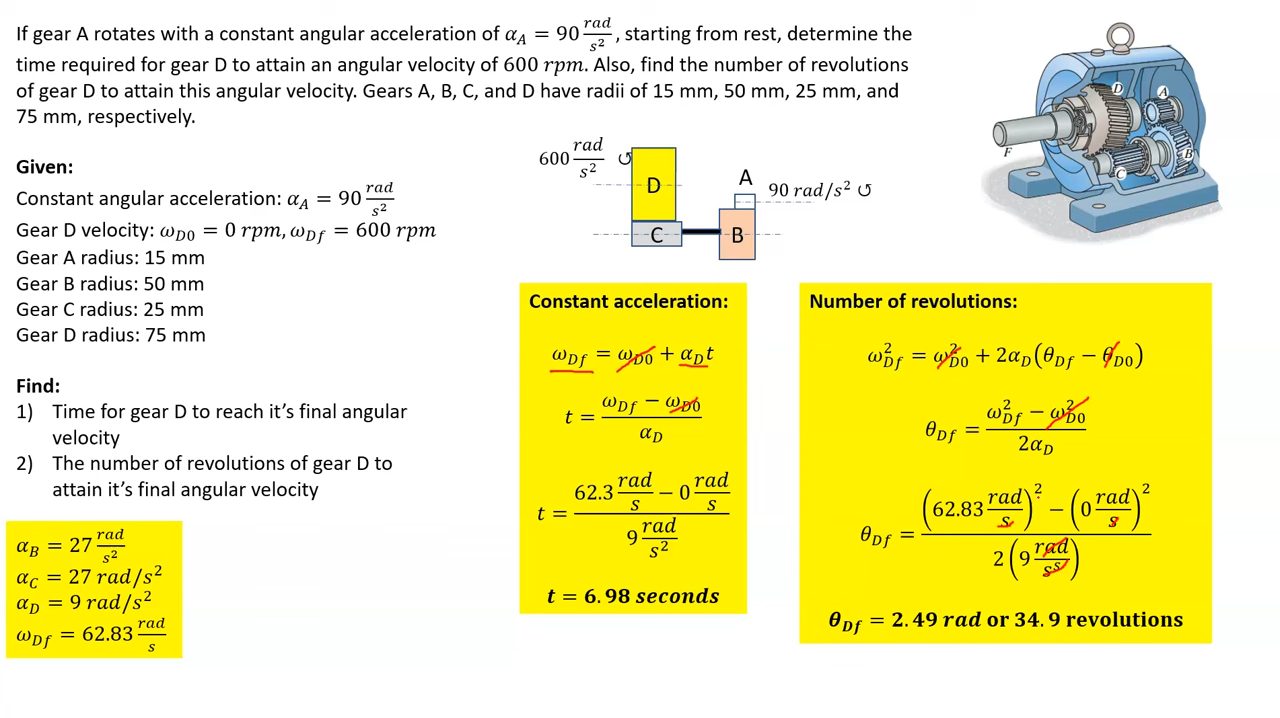 If gear A rotates with a constant angular acceleration of α_A = 90 rad/s², starting from rest, determine the
time required for gear D to attain an angular velocity of 600 rpm. Also, find the number of revolutions
of gear D to attain this angular velocity. Gears A, B, C, and D have radii of 15 mm, 50 mm, 25 mm, and
75 mm, respectively.
Given:
Constant angular acceleration: α_A = 90 rad/s²
Gear D velocity: ω_D0 = 0 rpm, ω_Df = 600 rpm
Gear A radius: 15 mm
Gear B radius: 50 mm
Gear C radius: 25 mm
Gear D radius: 75 mm
Find:
1) Time for gear D to reach it's final angular
velocity
2) The number of revolutions of gear D to
attain it's final angular velocity
α_B = 27 rad/s²
α_C = 27 rad/s²
α_D = 9 rad/s²
ω_Df = 62.83 rad/s
600 rad/s² ↺
D
A
90 rad/s² ↺
C
B
D
A
F
B
C
Constant acceleration:
ω_Df = ω_D0 + α_D t
t = (ω_Df − ω_D0) / α_D
t = (62.3 rad/s − 0 rad/s) / (9 rad/s²)
t = 6.98 seconds
Number of revolutions:
ω²_Df = ω²_D0 + 2α_D(θ_Df − θ_D0)
θ_Df = (ω²_Df − ω²_D0) / 2α_D
θ_Df = ((62.83 rad/s)² − (0 rad/s)²) / 2(9 rad/s²)
θ_Df = 2.49 rad or 34.9 revolutions